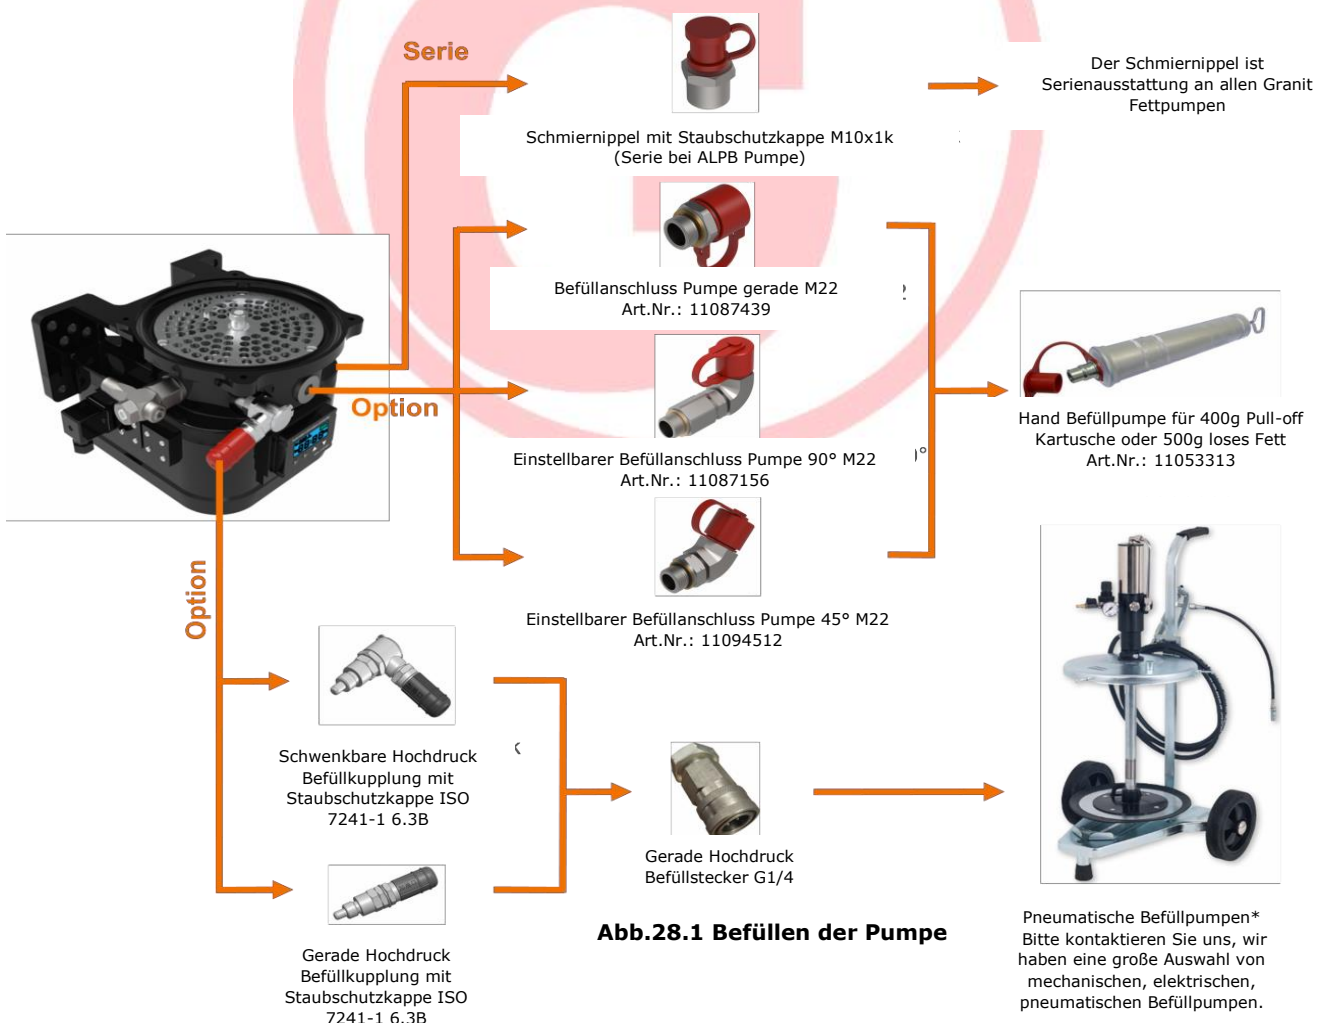 Serie
Der Schmiernippel ist
Serienausstattung an allen Granit
Fettpumpen
Schmiernippel mit Staubschutzkappe M10x1k
(Serie bei ALPB Pumpe)
Befüllanschluss Pumpe gerade M22
Art.Nr.: 11087439
Option
Einstellbarer Befüllanschluss Pumpe 90° M22
Art.Nr.: 11087156
Hand Befüllpumpe für 400g Pull-off
Kartusche oder 500g loses Fett
Art.Nr.: 11053313
Einstellbarer Befüllanschluss Pumpe 45° M22
Art.Nr.: 11094512
Option
Schwenkbare Hochdruck
Befüllkupplung mit
Staubschutzkappe ISO
7241-1 6.3B
Gerade Hochdruck
Befüllstecker G1/4
Gerade Hochdruck
Befüllkupplung mit
Staubschutzkappe ISO
7241-1 6.3B
Abb.28.1 Befüllen der Pumpe
Pneumatische Befüllpumpen*
Bitte kontaktieren Sie uns, wir
haben eine große Auswahl von
mechanischen, elektrischen,
pneumatischen Befüllpumpen.